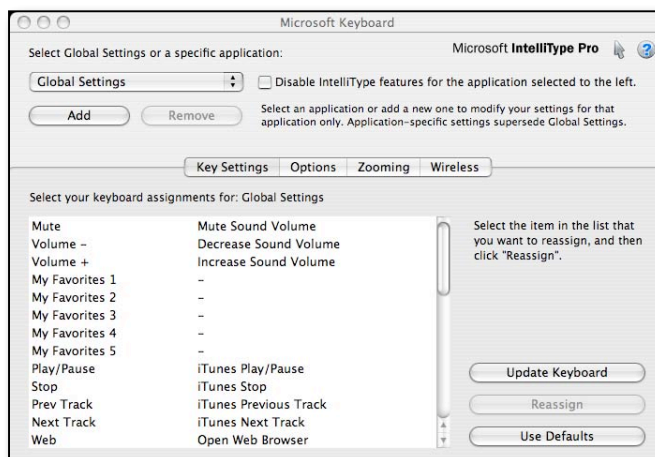 Microsoft Keyboard
Select Global Settings or a specific application:
Microsoft IntelliType Pro
Global Settings
Disable IntelliType features for the application selected to the left.
Add
Remove
Select an application or add a new one to modify your settings for that
application only. Application-specific settings supersede Global Settings.
Key Settings Options Zooming Wireless
Select your keyboard assignments for: Global Settings
Mute Mute Sound Volume
Volume - Decrease Sound Volume
Volume + Increase Sound Volume
My Favorites 1 -
My Favorites 2 -
My Favorites 3 -
My Favorites 4 -
My Favorites 5 -
Play/Pause iTunes Play/Pause
Stop iTunes Stop
Prev Track iTunes Previous Track
Next Track iTunes Next Track
Web Open Web Browser
Select the item in the list that
you want to reassign, and then
click "Reassign".
Update Keyboard
Reassign
Use Defaults